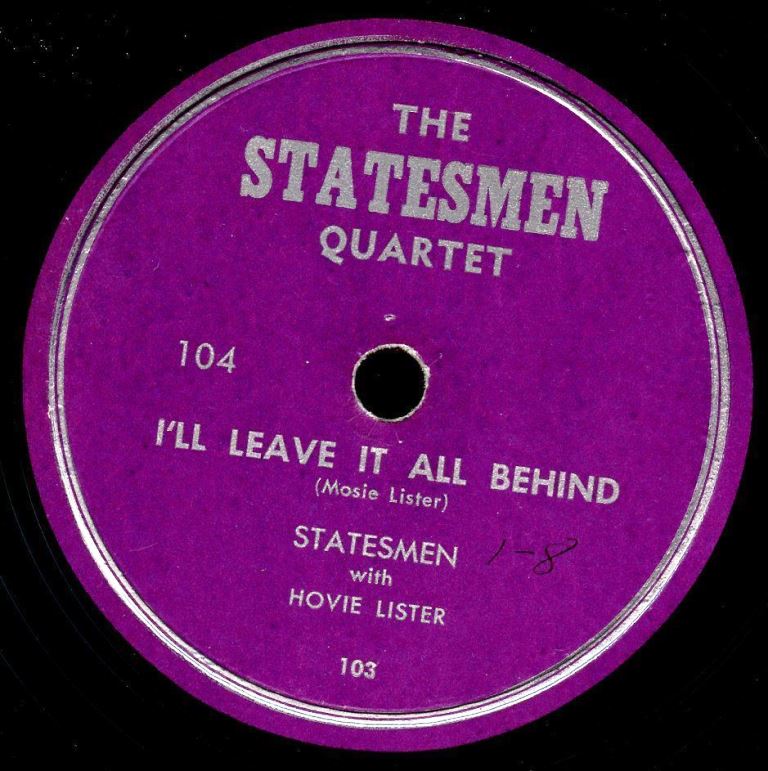 THE
STATESMEN
QUARTET
104
I'LL LEAVE IT ALL BEHIND
(Mosie Lister)
STATESMEN 1-8
with
HOVIE LISTER
103